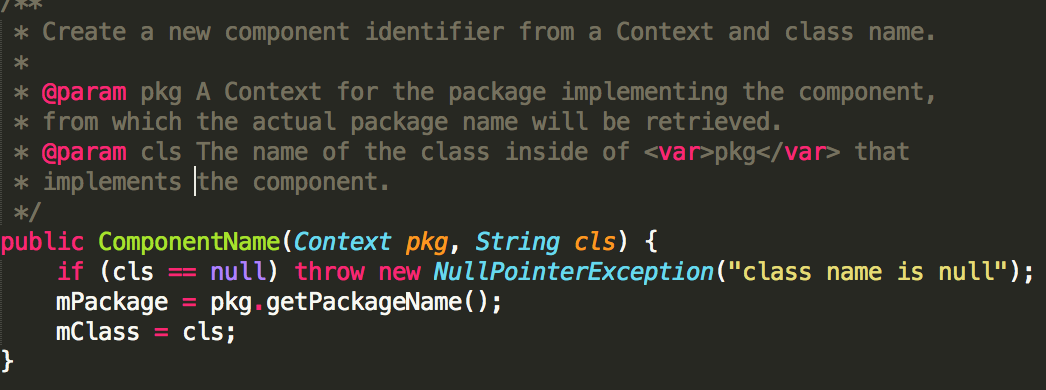 /**
 * Create a new component identifier from a Context and class name.
 *
 * @param pkg A Context for the package implementing the component,
 * from which the actual package name will be retrieved.
 * @param cls The name of the class inside of <var>pkg</var> that
 * implements the component.
 */
public ComponentName(Context pkg, String cls) {
    if (cls == null) throw new NullPointerException("class name is null");
    mPackage = pkg.getPackageName();
    mClass = cls;
}